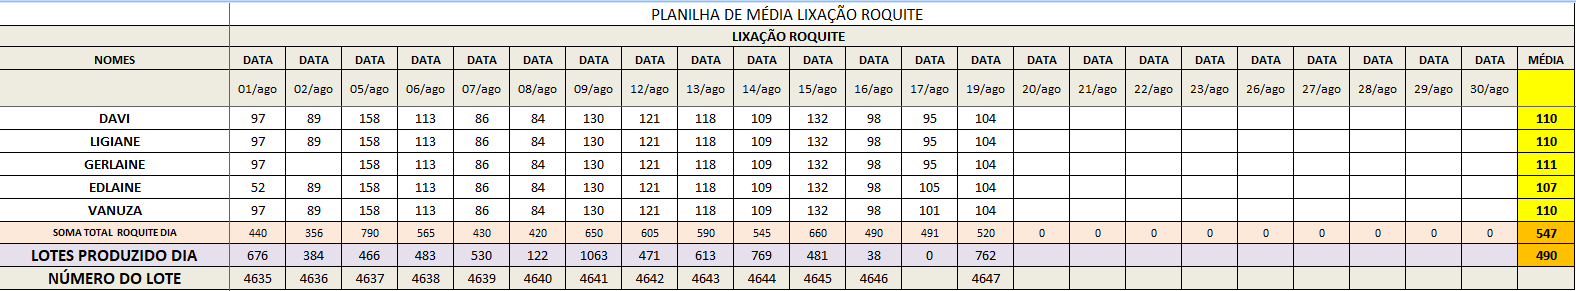 PLANILHA DE MÉDIA LIXAÇÃO ROQUITE
LIXAÇÃO ROQUITE
NOMES DATA DATA DATA DATA DATA DATA DATA DATA DATA DATA DATA DATA DATA DATA DATA DATA DATA DATA DATA DATA DATA DATA DATA MÉDIA
01/ago 02/ago 05/ago 06/ago 07/ago 08/ago 09/ago 12/ago 13/ago 14/ago 15/ago 16/ago 17/ago 19/ago 20/ago 21/ago 22/ago 23/ago 26/ago 27/ago 28/ago 29/ago 30/ago
DAVI 97 89 158 113 86 84 130 121 118 109 132 98 95 104 110
LIGIANE 97 89 158 113 86 84 130 121 118 109 132 98 95 104 110
GERLAINE 97 158 113 86 84 130 121 118 109 132 98 95 104 111
EDLAINE 52 89 158 113 86 84 130 121 118 109 132 98 105 104 107
VANUZA 97 89 158 113 86 84 130 121 118 109 132 98 101 104 110
SOMA TOTAL ROQUITE DIA 440 356 790 565 430 420 650 605 590 545 660 490 491 520 0 0 0 0 0 0 0 0 0 547
LOTES PRODUZIDO DIA 676 384 466 483 530 122 1063 471 613 769 481 38 0 762 490
NÚMERO DO LOTE 4635 4636 4637 4638 4639 4640 4641 4642 4643 4644 4645 4646 4647